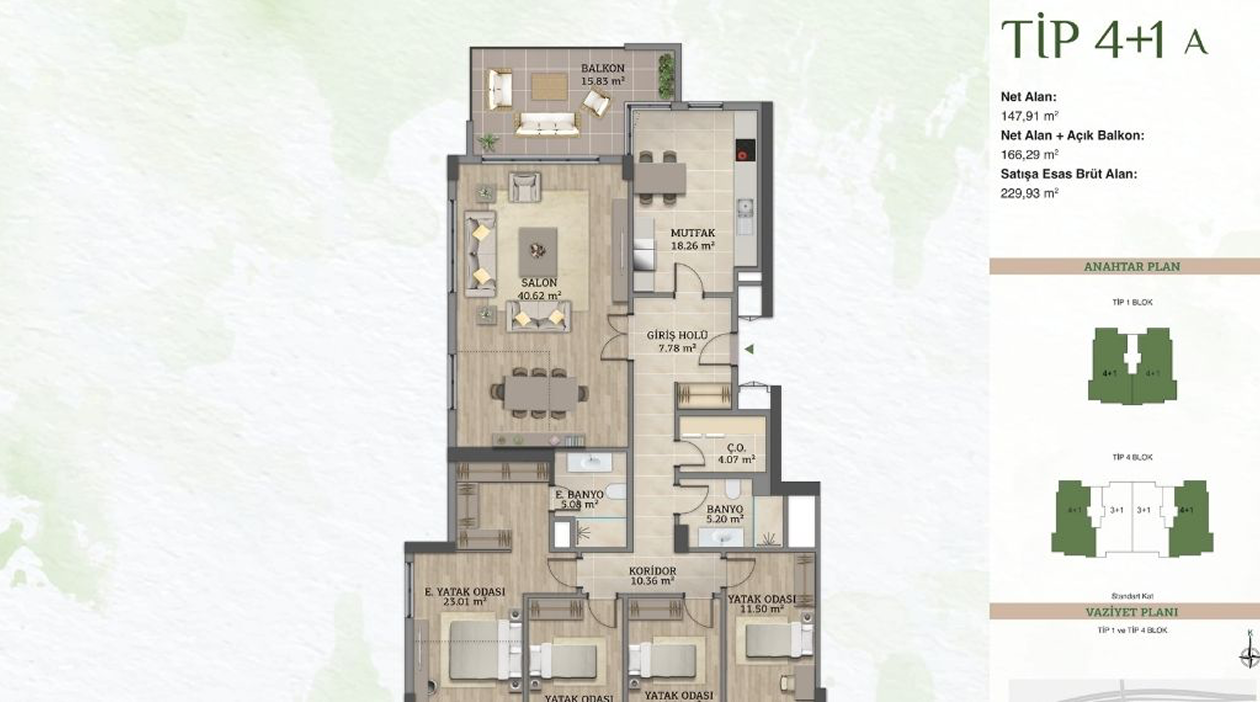 TİP 4+1 A
Net Alan:
147,91 m²
Net Alan + Açık Balkon:
166,29 m²
Satışa Esas Brüt Alan:
229,93 m²
ANAHTAR PLAN
TİP 1 BLOK
4+1
4+1
TİP 4 BLOK
4+1
3+1
3+1
4+1
Standart Kat
VAZİYET PLANI
TİP 1 ve TİP 4 BLOK
K
BALKON
15.83 m²
MUTFAK
18.26 m²
SALON
40.62 m²
GİRİŞ HOLÜ
7.78 m²
Ç.O.
4.07 m²
E. BANYO
5.08 m²
BANYO
5.20 m²
KORİDOR
10.36 m²
E. YATAK ODASI
23.01 m²
YATAK ODASI
11.50 m²
YATAK ODASI
YATAK ODASI